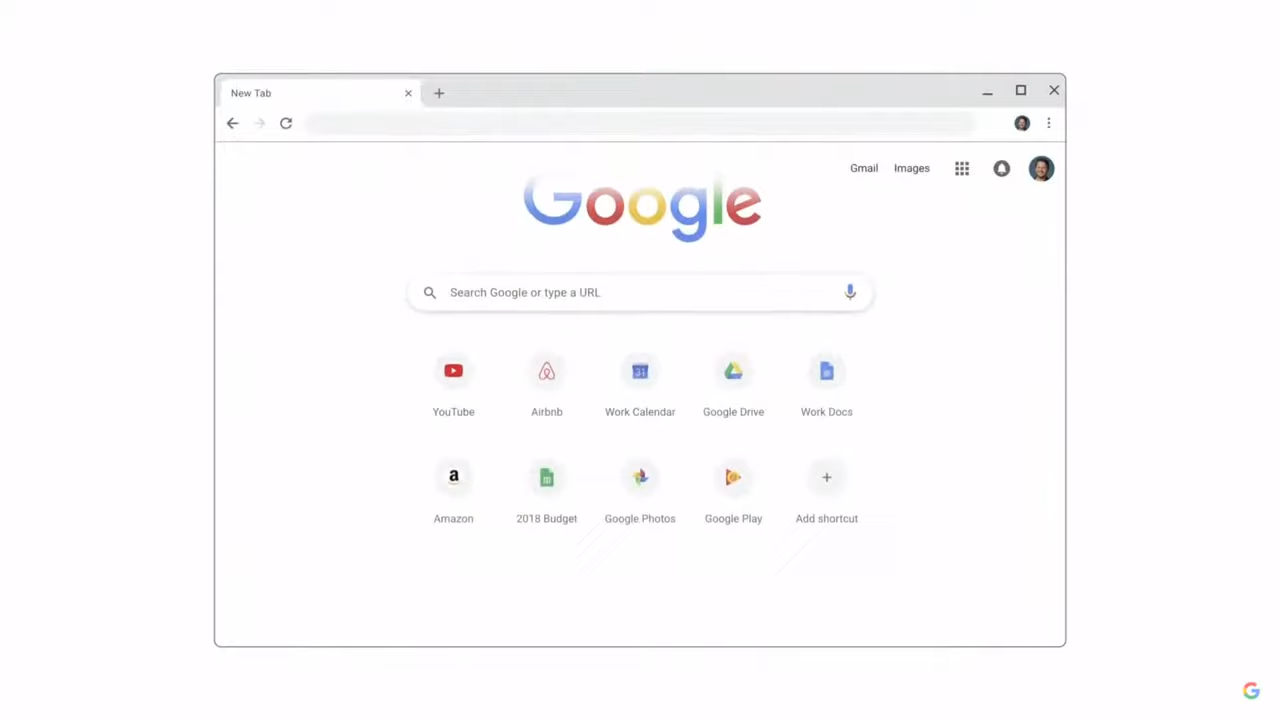 New Tab
Gmail Images
Google
Search Google or type a URL
YouTube Airbnb Work Calendar Google Drive Work Docs
31
a
Amazon 2018 Budget Google Photos Google Play Add shortcut
G